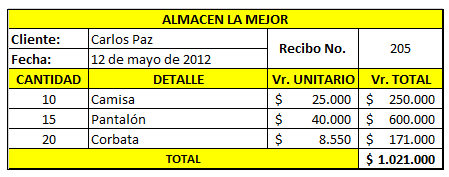 ALMACEN LA MEJOR
Cliente: Carlos Paz Recibo No. 205
Fecha: 12 de mayo de 2012
CANTIDAD DETALLE Vr. UNITARIO Vr. TOTAL
10 Camisa $ 25.000 $ 250.000
15 Pantalón $ 40.000 $ 600.000
20 Corbata $ 8.550 $ 171.000
TOTAL $ 1.021.000